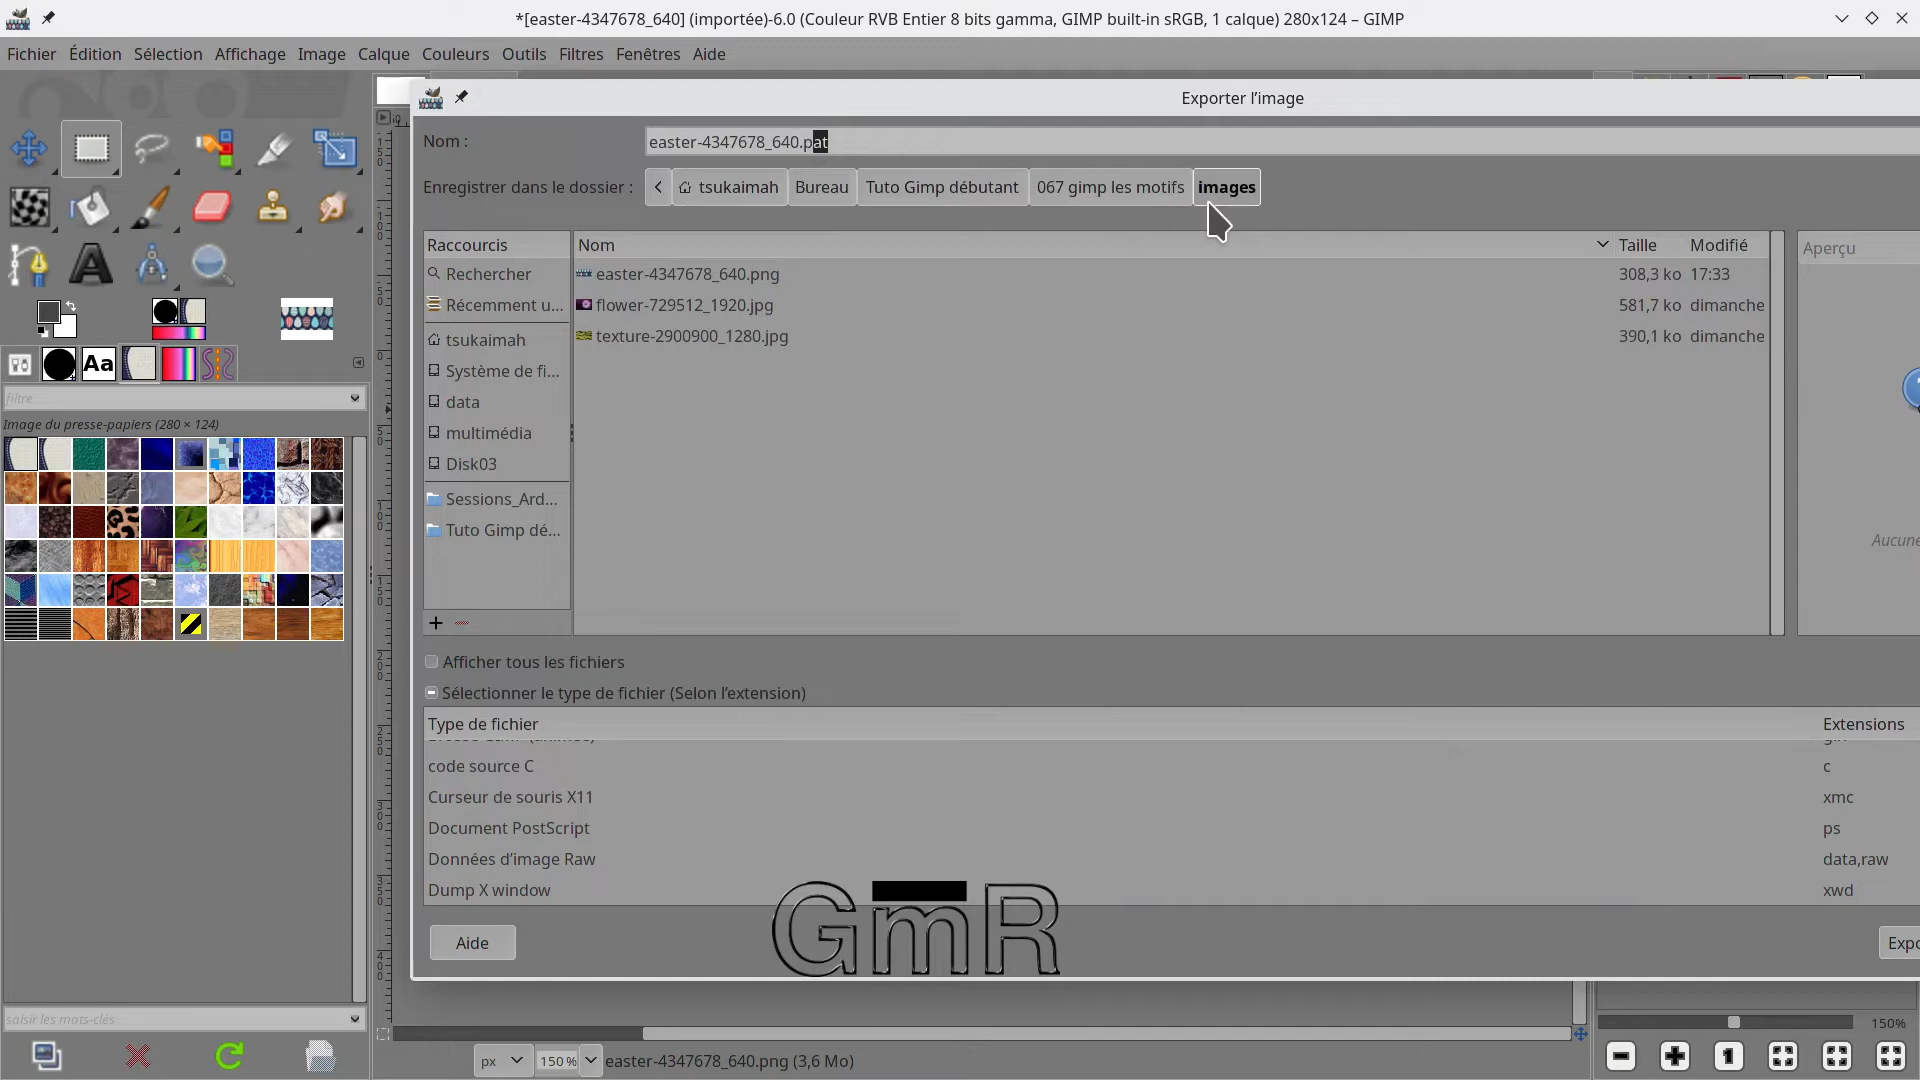 *[easter-4347678_640] (importée)-6.0 (Couleur RVB Entier 8 bits gamma, GIMP built-in sRGB, 1 calque) 280x124 – GIMP
Fichier Édition Sélection Affichage Image Calque Couleurs Outils Filtres Fenêtres Aide
Exporter l’image
Nom : easter-4347678_640.pat
Enregistrer dans le dossier : tsukaimah Bureau Tuto Gimp débutant 067 gimp les motifs images
Raccourcis
Rechercher
Récemment u...
tsukaimah
Système de fi...
data
multimédia
Disk03
Sessions_Ard...
Tuto Gimp dé...
Nom Taille Modifié
easter-4347678_640.png 308,3 ko 17:33
flower-729512_1920.jpg 581,7 ko dimanche
texture-2900900_1280.jpg 390,1 ko dimanche
Aperçu
Aucune
Aa
filtre
Image du presse-papiers (280 × 124)
Afficher tous les fichiers
Sélectionner le type de fichier (Selon l’extension)
Type de fichier Extensions
code source C c
Curseur de souris X11 xmc
Document PostScript ps
Données d’image Raw data,raw
Dump X window xwd
Aide
Expo
GmR
saisir les mots-clés
150%
px 150 % easter-4347678_640.png (3,6 Mo)
1